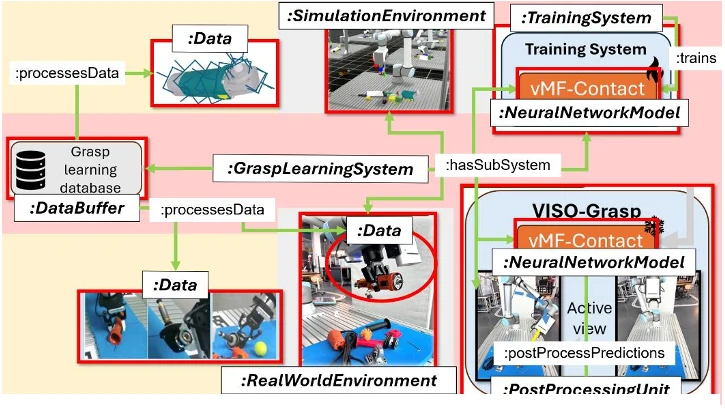 :SimulationEnvironment
:TrainingSystem
:Data
Training System
:trains
:processesData
vMF-Contact
:NeuralNetworkModel
Grasp
learning
database
:GraspLearningSystem
:hasSubSystem
:DataBuffer
:processesData
:Data
VISO-Grasp
vMF-Contact
:NeuralNetworkModel
:Data
Active
view
:postProcessPredictions
:RealWorldEnvironment
:PostProcessingUnit